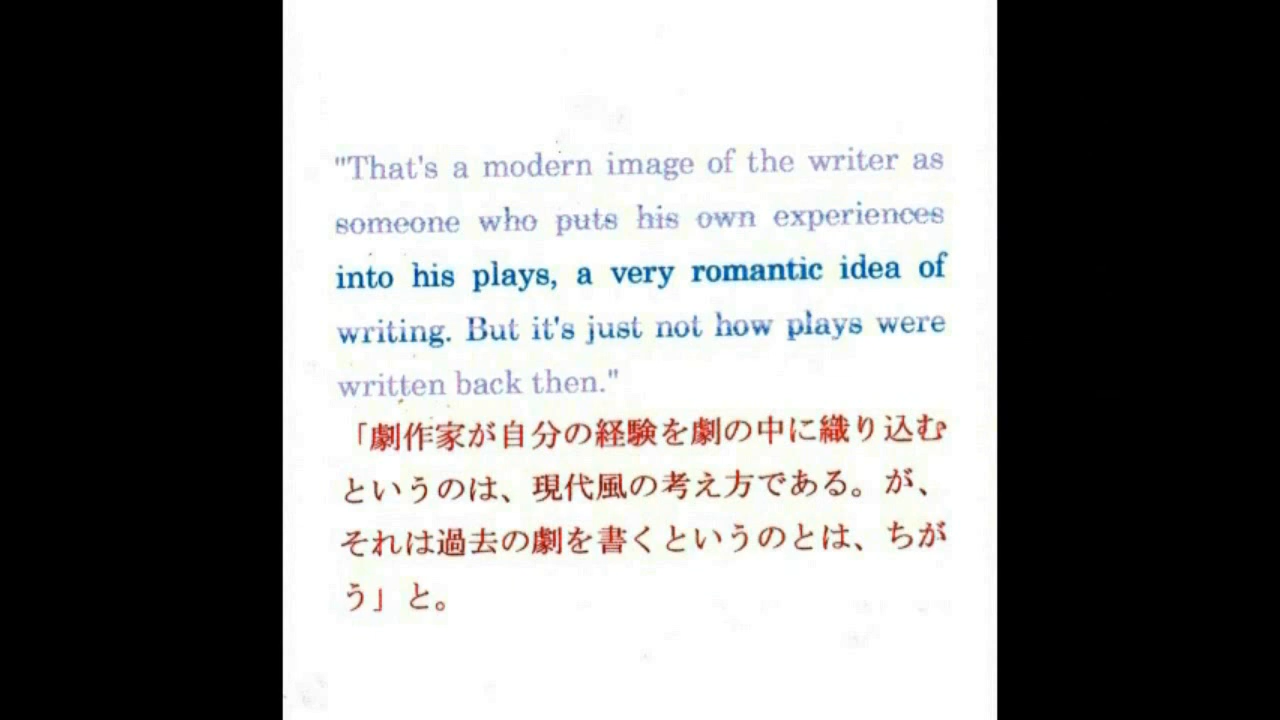 "That's a modern image of the writer as
someone who puts his own experiences
into his plays, a very romantic idea of
writing. But it's just not how plays were
written back then."
「劇作家が自分の経験を劇の中に織り込む
というのは、現代風の考え方である。が、
それは過去の劇を書くというのとは、ちが
う」と。